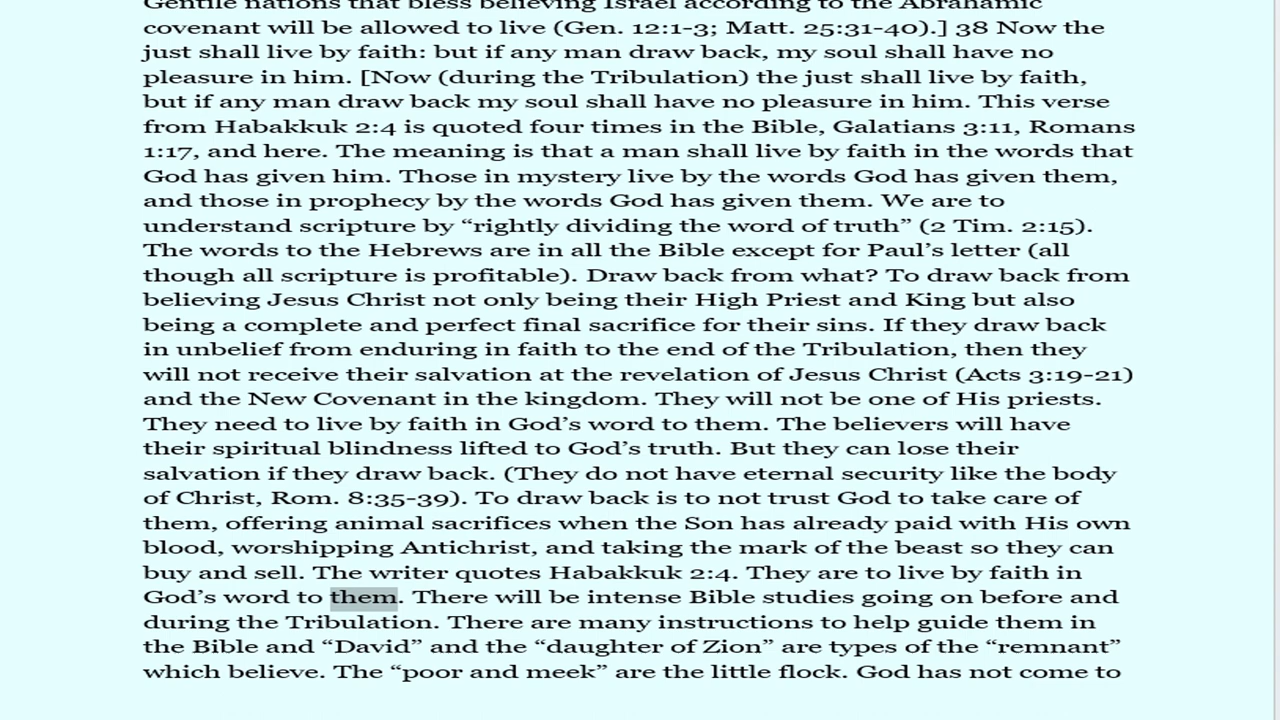 Gentile nations that bless believing Israel according to the Abrahamic
covenant will be allowed to live (Gen. 12:1-3; Matt. 25:31-40).] 38 Now the
just shall live by faith: but if any man draw back, my soul shall have no
pleasure in him. [Now (during the Tribulation) the just shall live by faith,
but if any man draw back my soul shall have no pleasure in him. This verse
from Habakkuk 2:4 is quoted four times in the Bible, Galatians 3:11, Romans
1:17, and here. The meaning is that a man shall live by faith in the words that
God has given him. Those in mystery live by the words God has given them,
and those in prophecy by the words God has given them. We are to
understand scripture by “rightly dividing the word of truth” (2 Tim. 2:15).
The words to the Hebrews are in all the Bible except for Paul’s letter (all
though all scripture is profitable). Draw back from what? To draw back from
believing Jesus Christ not only being their High Priest and King but also
being a complete and perfect final sacrifice for their sins. If they draw back
in unbelief from enduring in faith to the end of the Tribulation, then they
will not receive their salvation at the revelation of Jesus Christ (Acts 3:19-21)
and the New Covenant in the kingdom. They will not be one of His priests.
They need to live by faith in God’s word to them. The believers will have
their spiritual blindness lifted to God’s truth. But they can lose their
salvation if they draw back. (They do not have eternal security like the body
of Christ, Rom. 8:35-39). To draw back is to not trust God to take care of
them, offering animal sacrifices when the Son has already paid with His own
blood, worshipping Antichrist, and taking the mark of the beast so they can
buy and sell. The writer quotes Habakkuk 2:4. They are to live by faith in
God’s word to them. There will be intense Bible studies going on before and
during the Tribulation. There are many instructions to help guide them in
the Bible and “David” and the “daughter of Zion” are types of the “remnant”
which believe. The “poor and meek” are the little flock. God has not come to